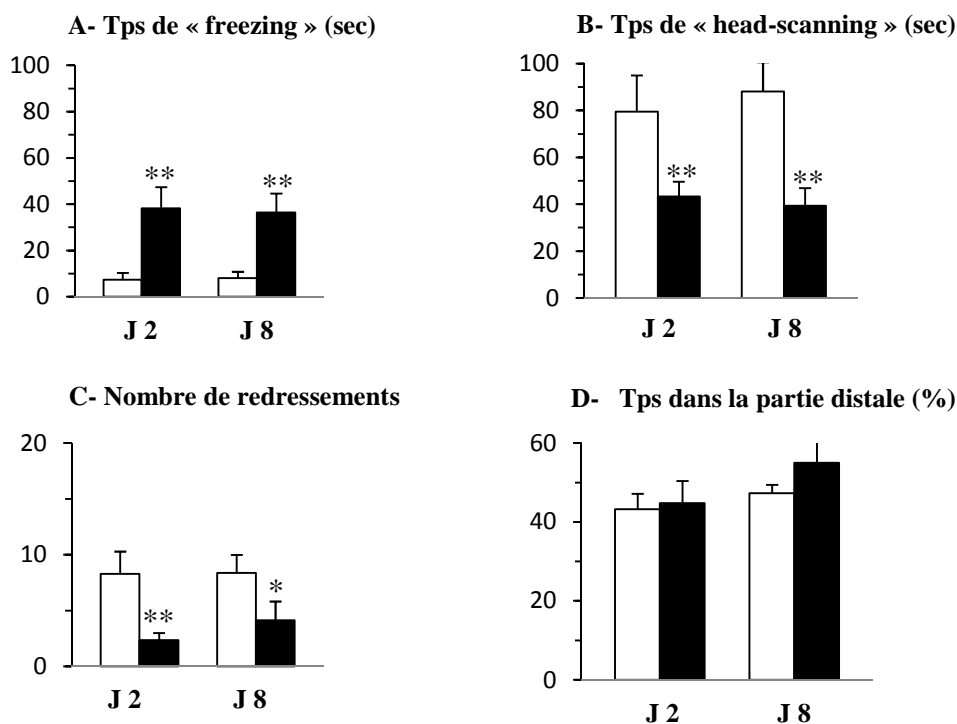 A- Tps de « freezing » (sec)
100
80
60
40
20
0
**
**
J 2
J 8
B- Tps de « head-scanning » (sec)
100
80
60
40
20
0
**
**
J 2
J 8
C- Nombre de redressements
20
10
0
**
*
J 2
J 8
D- Tps dans la partie distale (%)
60
40
20
0
J 2
J 8